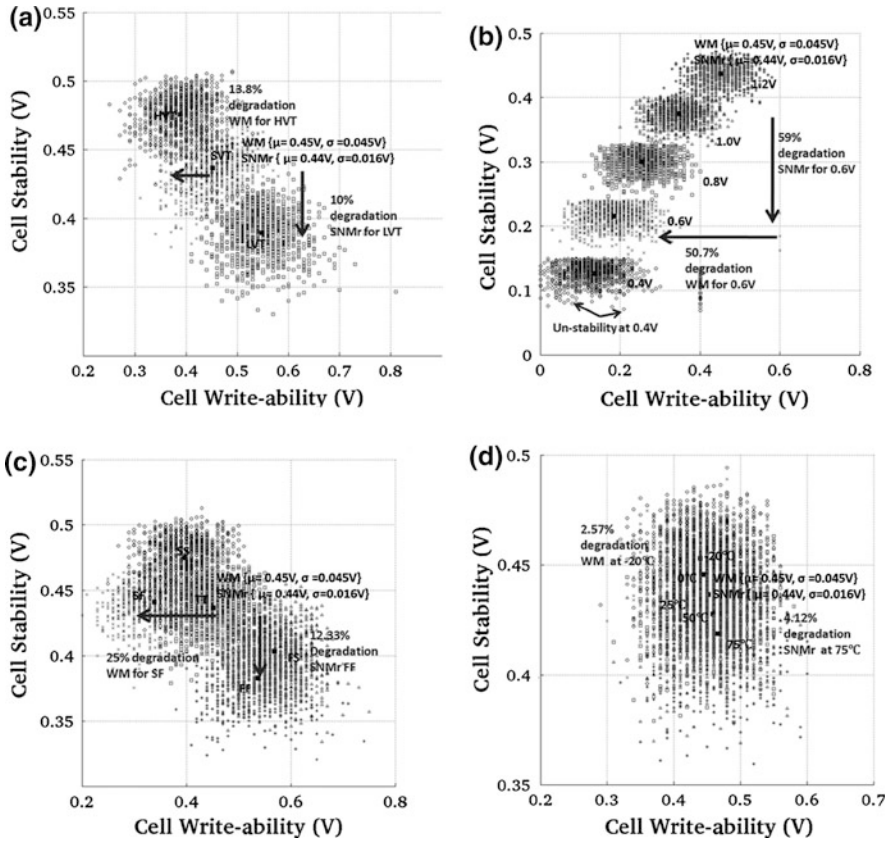 (a)
0.55
0.5
0.45
0.4
0.35
0.2 0.3 0.4 0.5 0.6 0.7 0.8
Cell Stability (V)
Cell Write-ability (V)
HVT
SVT
LVT
13.8%
degradation
WM for HVT
WM {μ= 0.45V, σ=0.045V}
SNMr { μ= 0.44V, σ=0.016V}
10%
degradation
SNMr for LVT
(b)
0.5
0.4
0.3
0.2
0.1
0
0 0.2 0.4 0.6 0.8
Cell Stability (V)
Cell Write-ability (V)
WM {μ= 0.45V, σ =0.045V}
SNMr { μ= 0.44V, σ=0.016V}
1.2V
1.0V
0.8V
0.6V
0.4V
59%
degradation
SNMr for 0.6V
50.7%
degradation
WM for 0.6V
Un-stability at 0.4V
(c)
0.55
0.5
0.45
0.4
0.35
0.2 0.4 0.6 0.8
Cell Stability (V)
Cell Write-ability (V)
SS
SF
TT
FS
FF
WM {μ= 0.45V, σ =0.045V}
SNMr { μ= 0.44V, σ=0.016V}
25% degradation
WM for SF
12.33%
Degradation
SNMr FF
(d)
0.5
0.45
0.4
0.35
0.2 0.3 0.4 0.5 0.6 0.7
Cell Stability (V)
Cell Write-ability (V)
2.57%
degradation
WM at -20°C
-20°C
0°C
25°C
50°C
75°C
WM {μ= 0.45V, σ =0.045V}
SNMr { μ= 0.44V, σ=0.016V}
4.12%
degradation
SNMr at 75°C